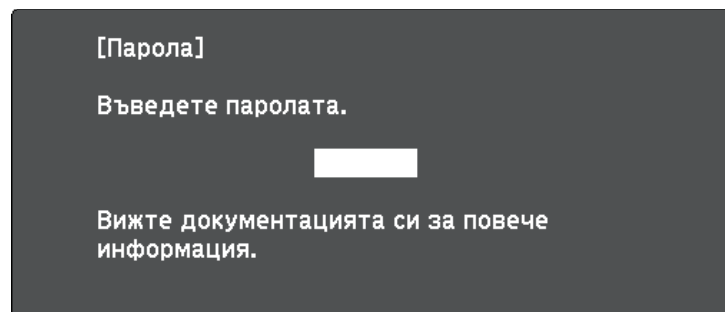 [Парола]
Въведете паролата.
Вижте документацията си за повече
информация.